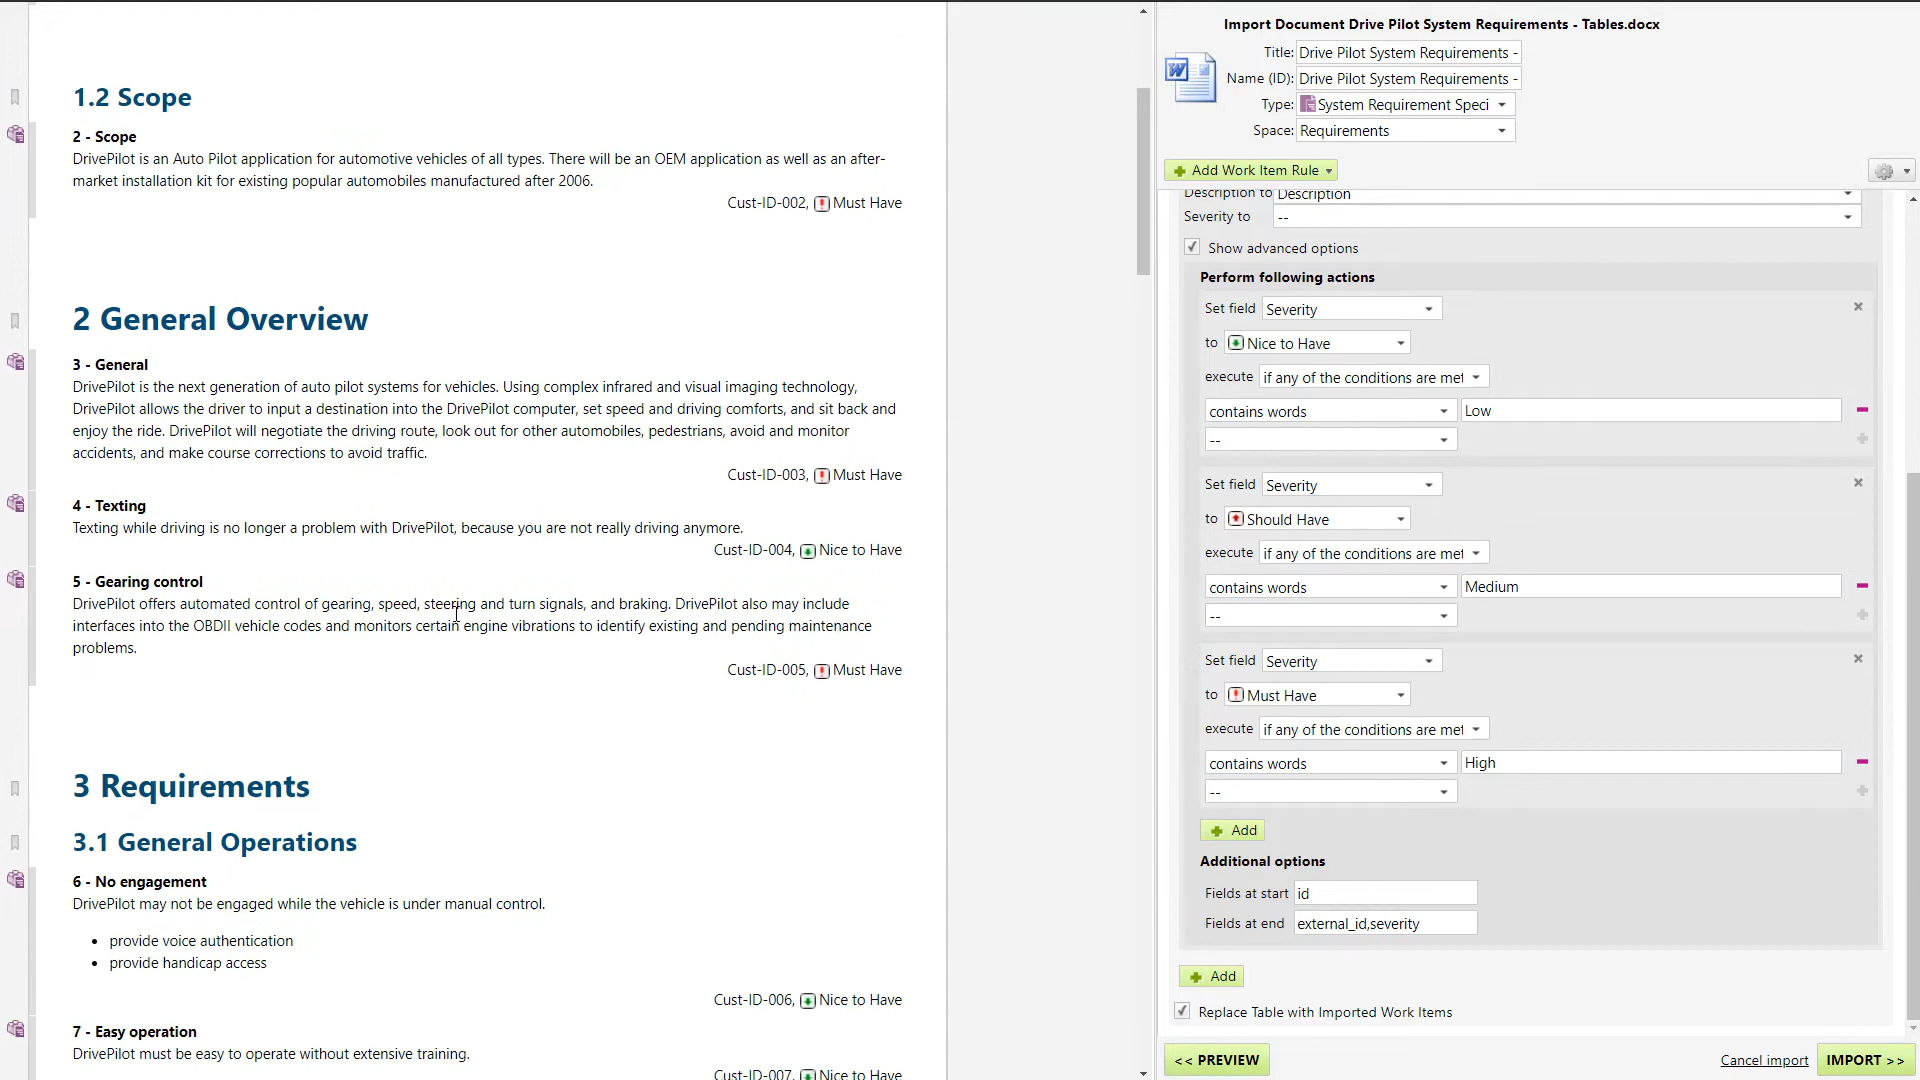 1.2 Scope
2 - Scope
DrivePilot is an Auto Pilot application for automotive vehicles of all types. There will be an OEM application as well as an after-
market installation kit for existing popular automobiles manufactured after 2006.
Cust-ID-002, Must Have
2 General Overview
3 - General
DrivePilot is the next generation of auto pilot systems for vehicles. Using complex infrared and visual imaging technology,
DrivePilot allows the driver to input a destination into the DrivePilot computer, set speed and driving comforts, and sit back and
enjoy the ride. DrivePilot will negotiate the driving route, look out for other automobiles, pedestrians, avoid and monitor
accidents, and make course corrections to avoid traffic.
Cust-ID-003, Must Have
4 - Texting
Texting while driving is no longer a problem with DrivePilot, because you are not really driving anymore.
Cust-ID-004, Nice to Have
5 - Gearing control
DrivePilot offers automated control of gearing, speed, steering and turn signals, and braking. DrivePilot also may include
interfaces into the OBDII vehicle codes and monitors certain engine vibrations to identify existing and pending maintenance
problems.
Cust-ID-005, Must Have
3 Requirements
3.1 General Operations
6 - No engagement
DrivePilot may not be engaged while the vehicle is under manual control.
• provide voice authentication
• provide handicap access
Cust-ID-006, Nice to Have
7 - Easy operation
DrivePilot must be easy to operate without extensive training.
Cust-ID-007, Nice to Have
Import Document Drive Pilot System Requirements - Tables.docx
Title: Drive Pilot System Requirements -
Name (ID): Drive Pilot System Requirements -
Type: System Requirement Speci
Space: Requirements
Add Work Item Rule
Description to Description
Severity to --
Show advanced options
Perform following actions
Set field Severity
to Nice to Have
execute if any of the conditions are met
contains words Low
--
Set field Severity
to Should Have
execute if any of the conditions are met
contains words Medium
--
Set field Severity
to Must Have
execute if any of the conditions are met
contains words High
--
Add
Additional options
Fields at start id
Fields at end external_id,severity
Add
Replace Table with Imported Work Items
<< PREVIEW
Cancel import
IMPORT >>